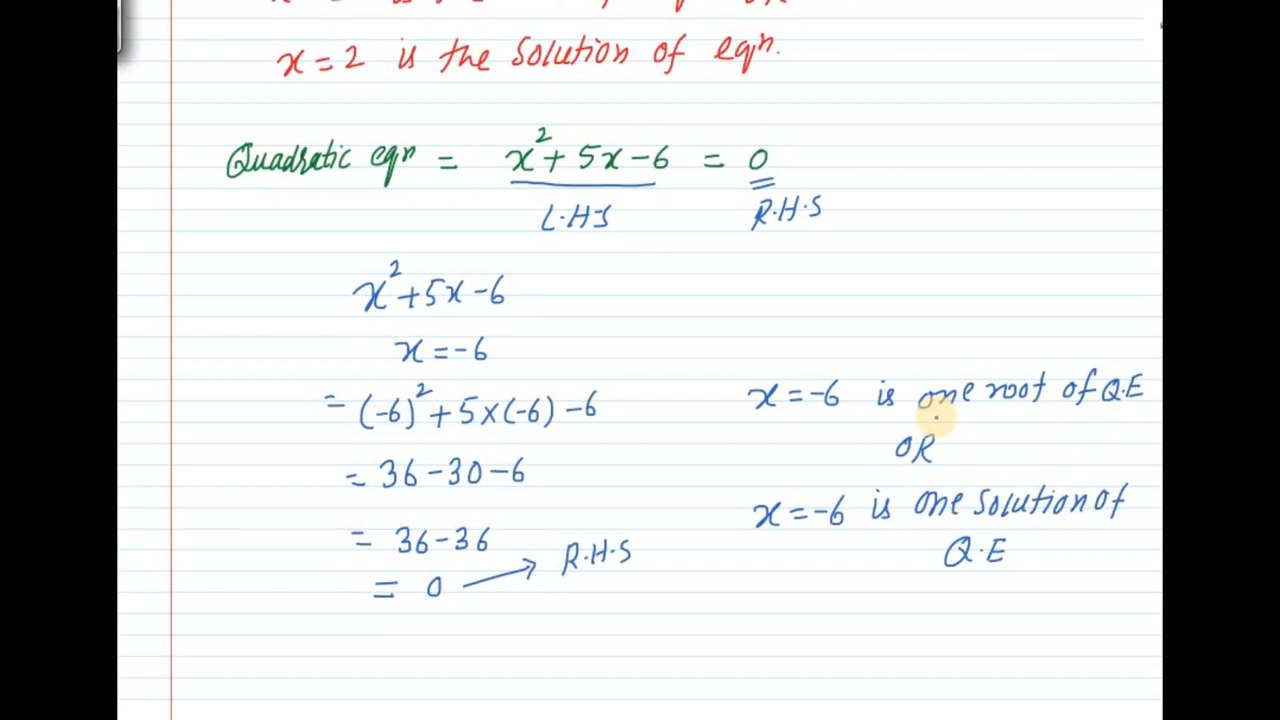 x = 2 is the solution of eqn.
Quadratic eqn = x² + 5x - 6 = 0
L.H.S R.H.S
x² + 5x - 6
x = -6
= (-6)² + 5×(-6) - 6
= 36 - 30 - 6
= 36 - 36
= 0 → R.H.S
x = -6 is one root of Q.E
OR
x = -6 is one solution of
Q.E